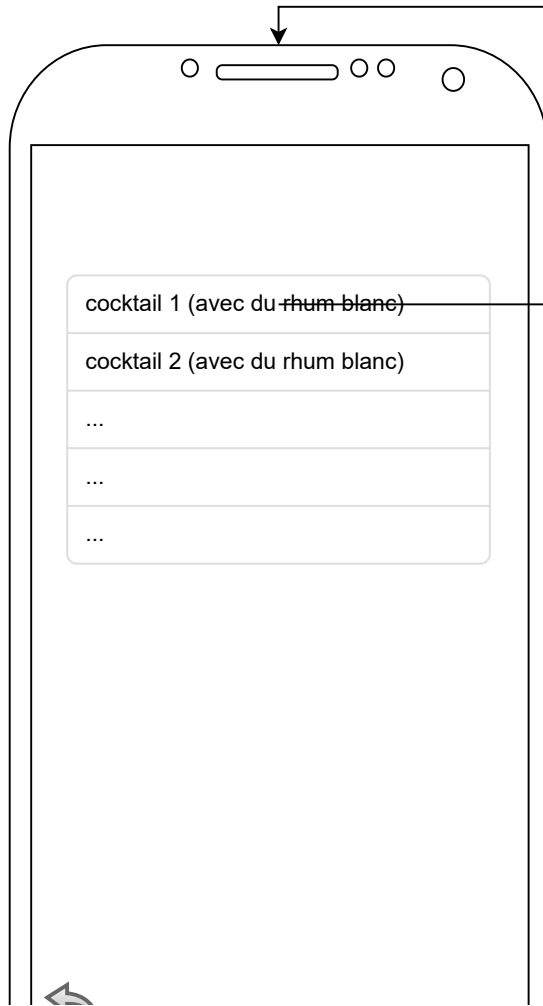 cocktail 1 (avec du rhum blanc)
cocktail 2 (avec du rhum blanc)
...
...
...